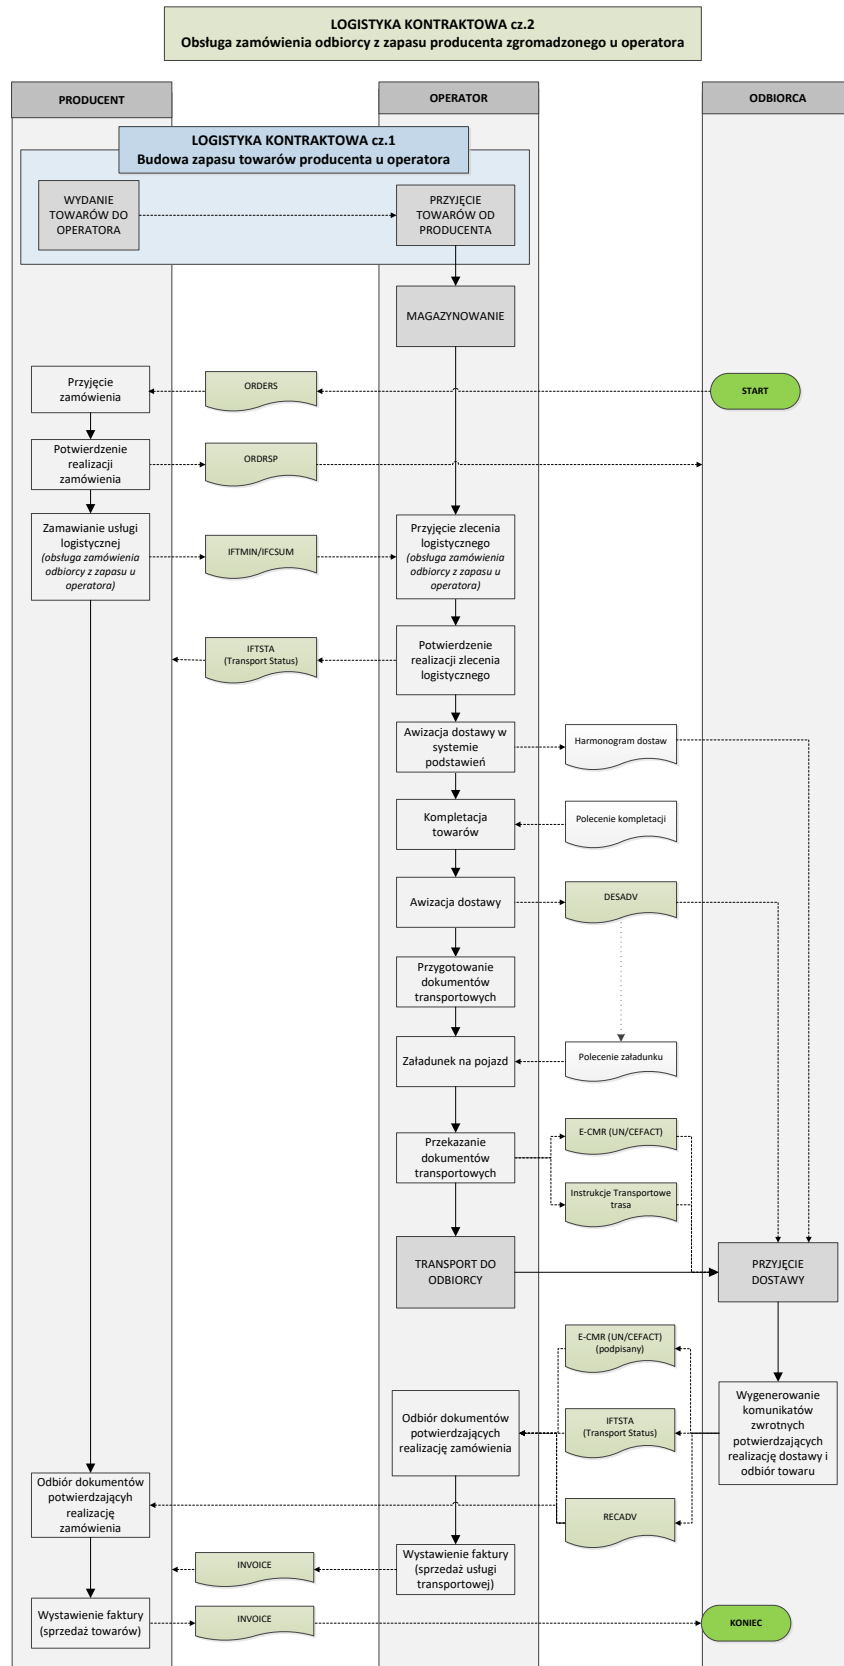 LOGISTYKA KONTRAKTOWA cz.2
Obsługa zamówienia odbiorcy z zapasu producenta zgromadzonego u operatora
PRODUCENT
OPERATOR
ODBIORCA
LOGISTYKA KONTRAKTOWA cz.1
Budowa zapasu towarów producenta u operatora
WYDANIE
TOWARÓW DO
OPERATORA
PRZYJĘCIE
TOWARÓW OD
PRODUCENTA
MAGAZYNOWANIE
Przyjęcie
zamówienia
ORDERS
START
Potwierdzenie
realizacji
zamówienia
ORDRSP
Zamawianie usługi
logistycznej
(obsługa zamówienia
odbiorcy z zapasu u
operatora)
IFTMIN/IFCSUM
Przyjęcie zlecenia
logistycznego
(obsługa zamówienia
odbiorcy z zapasu u
operatora)
IFTSTA
(Transport Status)
Potwierdzenie
realizacji zlecenia
logistycznego
Awizacja dostawy w
systemie
podstawień
Harmonogram dostaw
Kompletacja
towarów
Polecenie kompletacji
Awizacja dostawy
DESADV
Przygotowanie
dokumentów
transportowych
Załadunek na pojazd
Polecenie załadunku
Przekazanie
dokumentów
transportowych
E-CMR (UN/CEFACT)
Instrukcje Transportowe
trasa
TRANSPORT DO
ODBIORCY
PRZYJĘCIE
DOSTAWY
E-CMR (UN/CEFACT)
(podpisany)
Odbiór dokumentów
potwierdzających
realizację zamówienia
IFTSTA
(Transport Status)
Wygenerowanie
komunikatów
zwrotnych
potwierdzających
realizację dostawy i
odbiór towaru
Odbiór dokumentów
potwierdzającyh
realizację
zamówienia
RECADV
Wystawienie faktury
(sprzedaż usługi
transportowej)
INVOICE
Wystawienie faktury
(sprzedaż towarów)
INVOICE
KONIEC